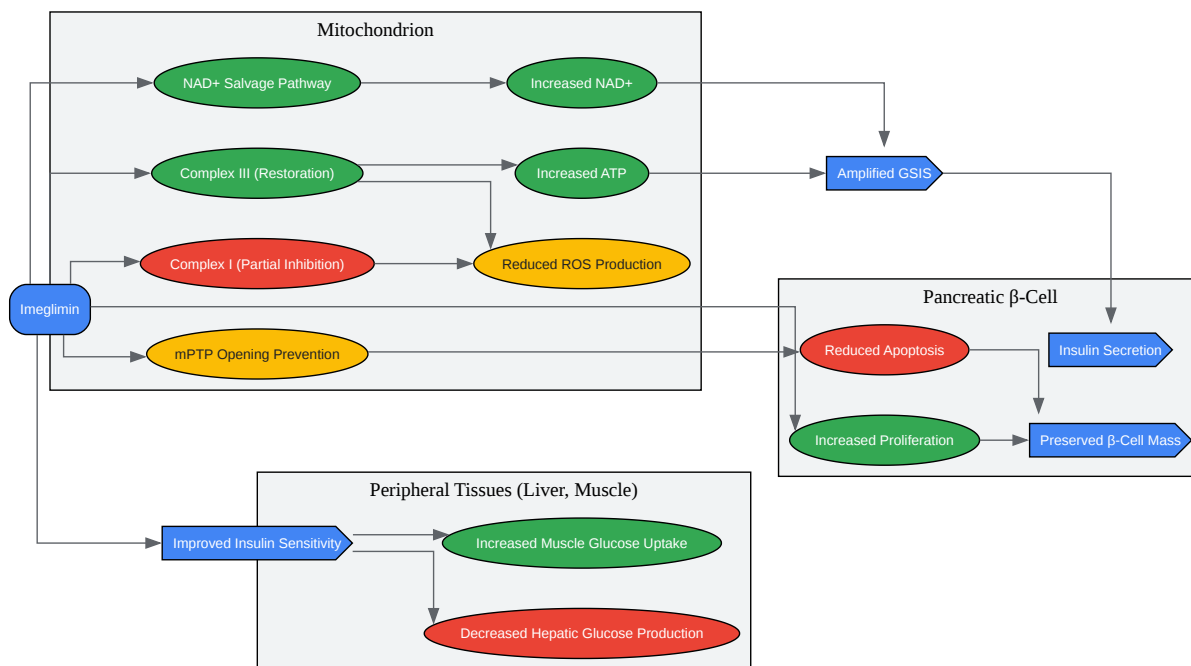 Mitochondrion
NAD+ Salvage Pathway
Increased NAD+
Complex III (Restoration)
Increased ATP
Amplified GSIS
Complex I (Partial Inhibition)
Reduced ROS Production
Imeglimin
Pancreatic β-Cell
mPTP Opening Prevention
Reduced Apoptosis
Insulin Secretion
Increased Proliferation
Preserved β-Cell Mass
Peripheral Tissues (Liver, Muscle)
Improved Insulin Sensitivity
Increased Muscle Glucose Uptake
Decreased Hepatic Glucose Production